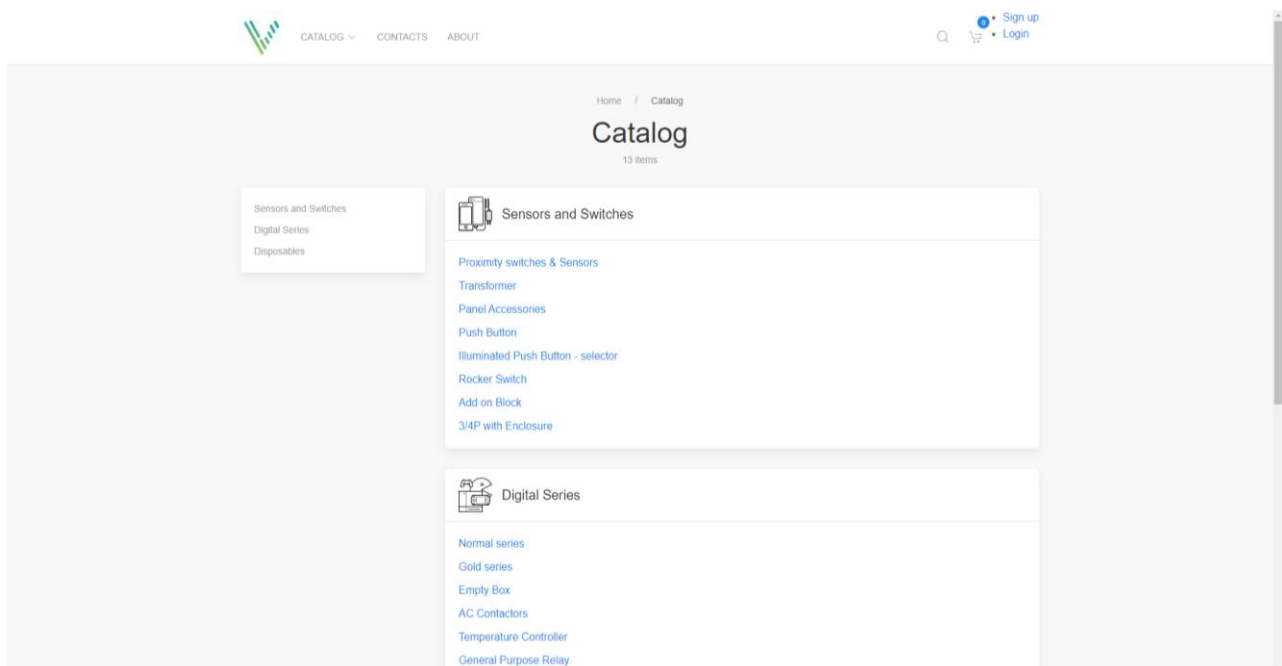 CATALOG
CONTACTS
ABOUT
0
Sign up
Login
Home / Catalog
Catalog
13 items
Sensors and Switches
Digital Series
Disposables
Sensors and Switches
Proximity switches & Sensors
Transformer
Panel Accessories
Push Button
Illuminated Push Button - selector
Rocker Switch
Add on Block
3/4P with Enclosure
Digital Series
Normal series
Gold series
Empty Box
AC Contactors
Temperature Controller
General Purpose Relay